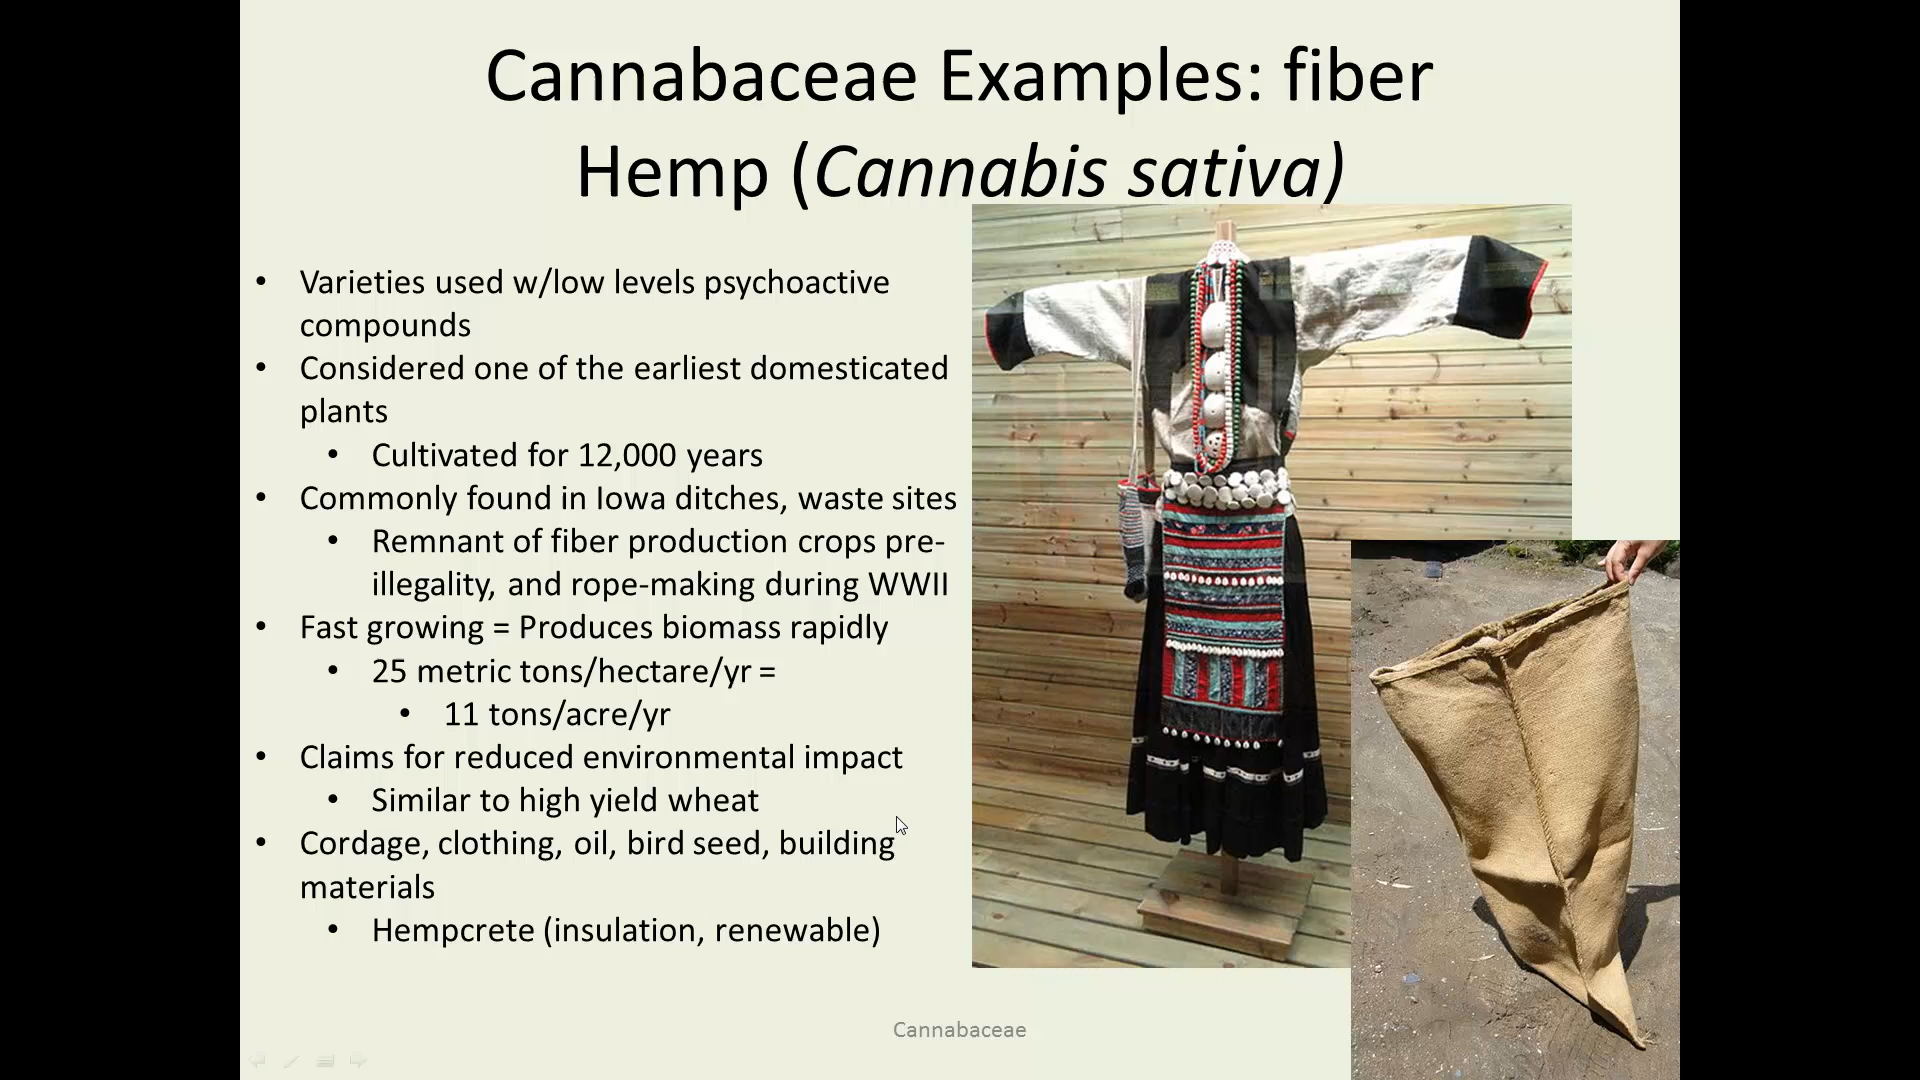 Cannabaceae Examples: fiber
Hemp (Cannabis sativa)
• Varieties used w/low levels psychoactive
compounds
• Considered one of the earliest domesticated
plants
• Cultivated for 12,000 years
• Commonly found in Iowa ditches, waste sites
• Remnant of fiber production crops pre-
illegality, and rope-making during WWII
• Fast growing = Produces biomass rapidly
• 25 metric tons/hectare/yr =
• 11 tons/acre/yr
• Claims for reduced environmental impact
• Similar to high yield wheat
• Cordage, clothing, oil, bird seed, building
materials
• Hempcrete (insulation, renewable)
Cannabaceae